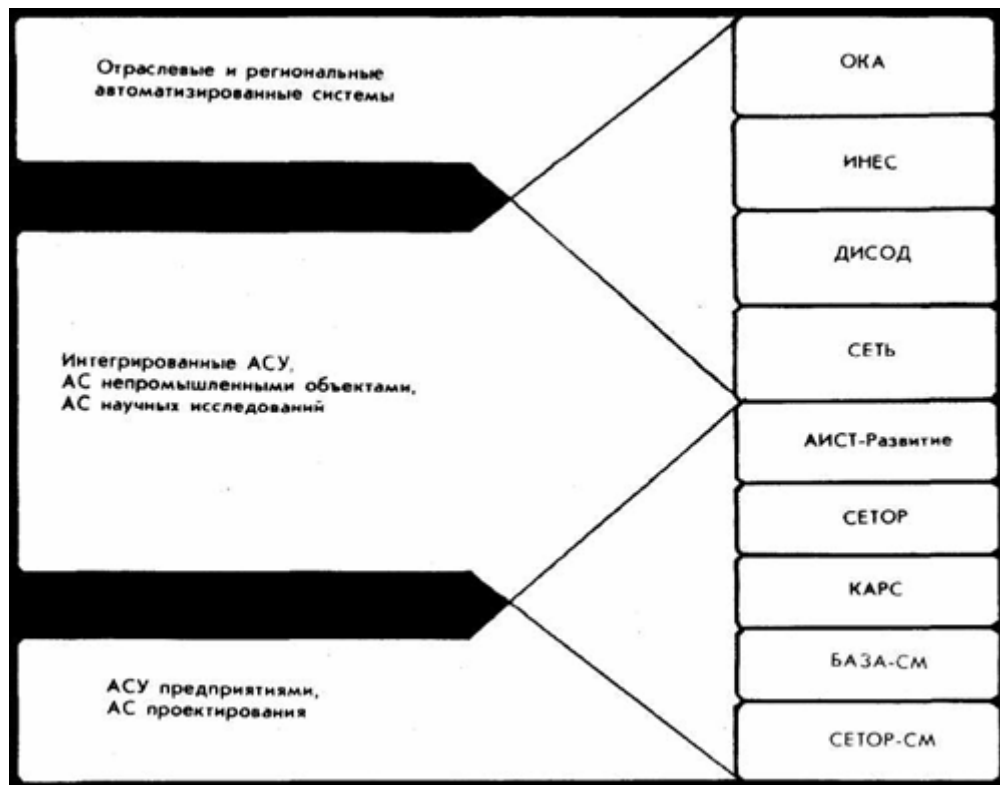 Отраслевые и региональные
автоматизированные системы
Интегрированные АСУ,
АС непромышленными объектами,
АС научных исследований
АСУ предприятиями,
АС проектирования
ОКА
ИНЕС
ДИСОД
СЕТЬ
АИСТ-Развитие
СЕТОР
КАРС
БАЗА-СМ
СЕТОР-СМ